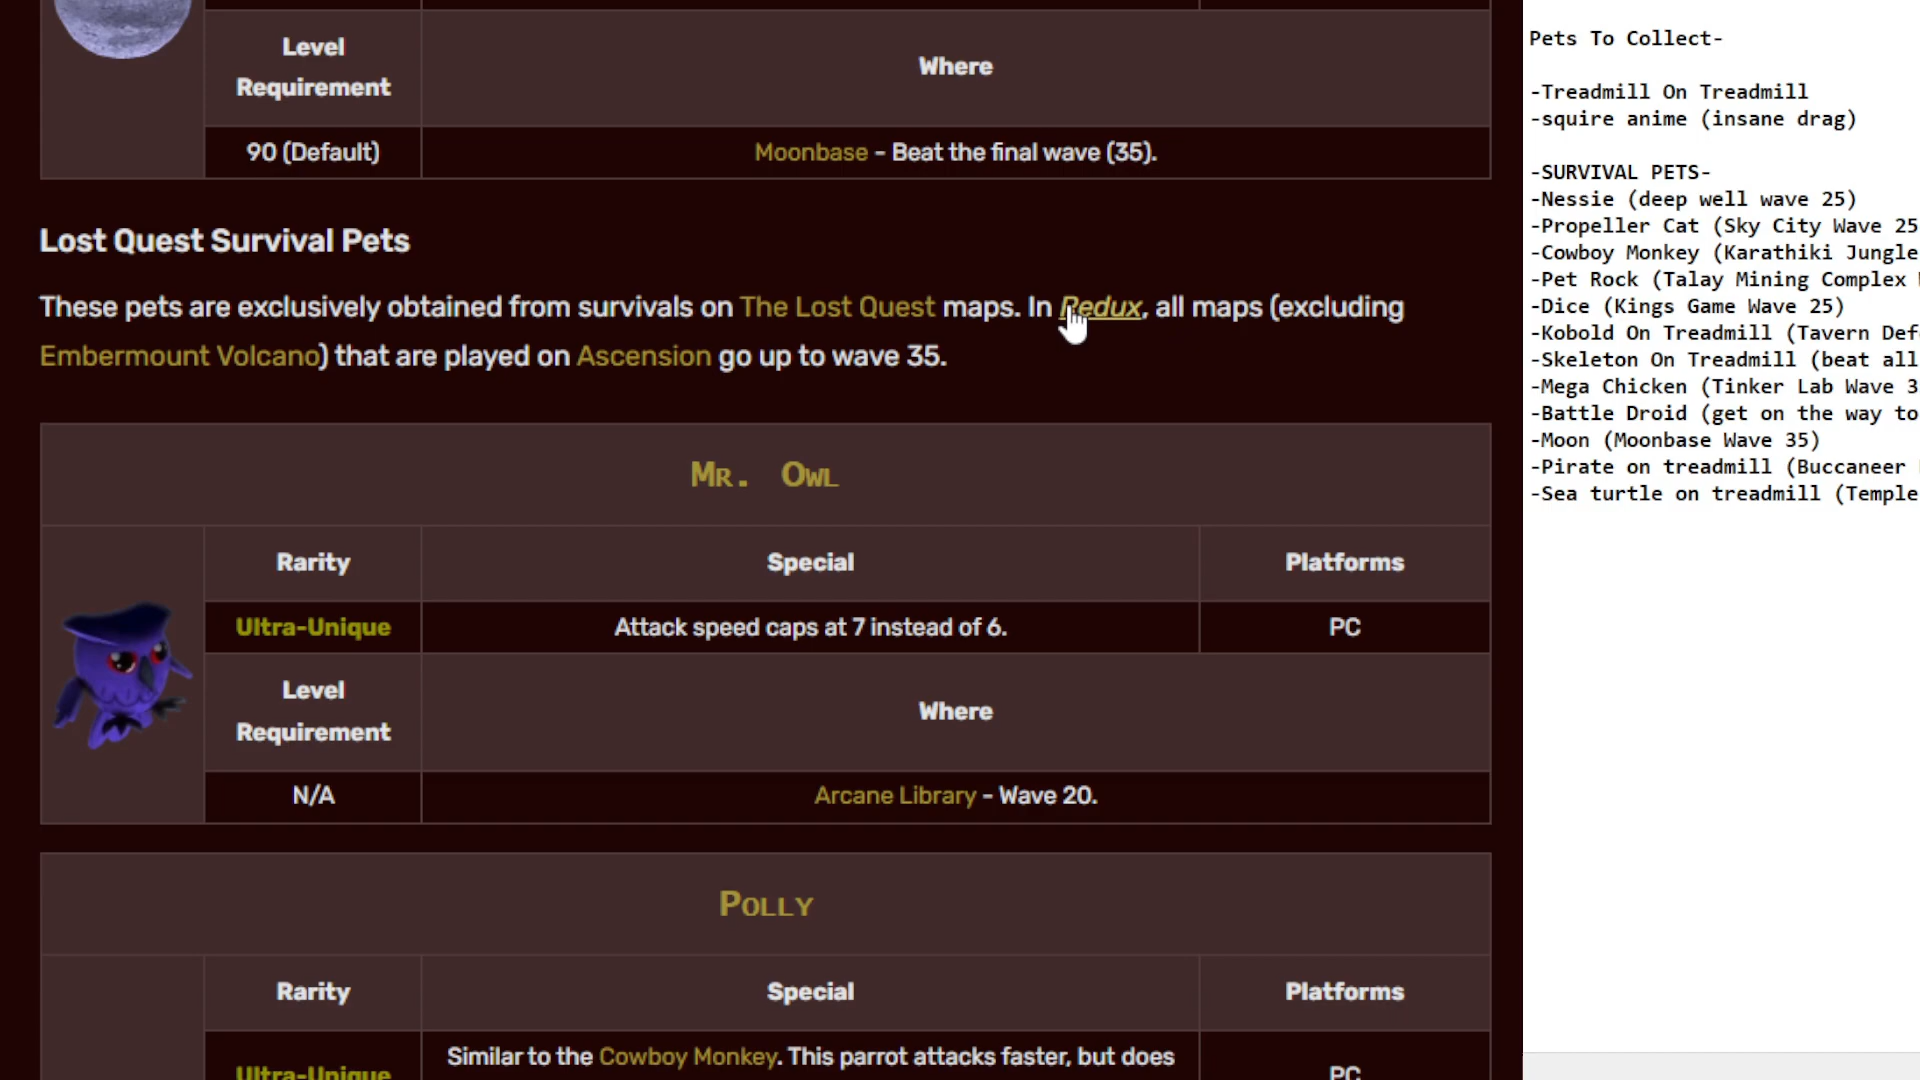 Level
Requirement
Where
90 (Default)
Moonbase - Beat the final wave (35).
Lost Quest Survival Pets
These pets are exclusively obtained from survivals on The Lost Quest maps. In Redux, all maps (excluding
Embermount Volcano) that are played on Ascension go up to wave 35.
Mr. Owl
Rarity
Special
Platforms
Ultra-Unique
Attack speed caps at 7 instead of 6.
PC
Level
Requirement
Where
N/A
Arcane Library - Wave 20.
Polly
Rarity
Special
Platforms
Ultra-Unique
Similar to the Cowboy Monkey. This parrot attacks faster, but does
PC
Pets To Collect-
-Treadmill On Treadmill
-squire anime (insane drag)
-SURVIVAL PETS-
-Nessie (deep well wave 25)
-Propeller Cat (Sky City Wave 25
-Cowboy Monkey (Karathiki Jungle
-Pet Rock (Talay Mining Complex
-Dice (Kings Game Wave 25)
-Kobold On Treadmill (Tavern Def
-Skeleton On Treadmill (beat all
-Mega Chicken (Tinker Lab Wave 3
-Battle Droid (get on the way to
-Moon (Moonbase Wave 35)
-Pirate on treadmill (Buccaneer
-Sea turtle on treadmill (Temple